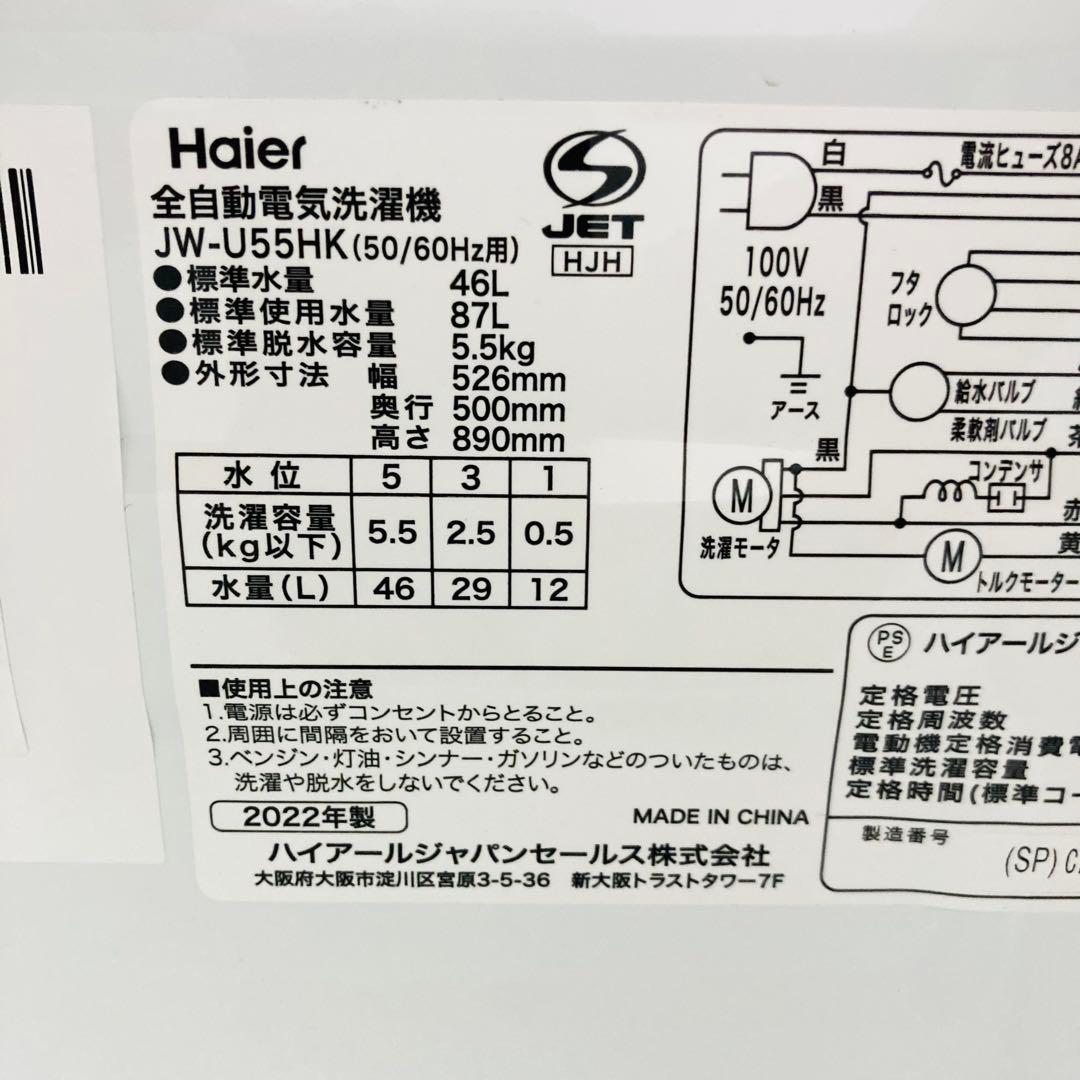 Haier
全自動電気洗濯機
JW-U55HK(50/60Hz用)
●標準水量 46L
●標準使用水量 87L
●標準脱水容量 5.5kg
●外形寸法 幅 526mm
奥行 500mm
高さ 890mm
水位 5 3 1
洗濯容量(kg以下) 5.5 2.5 0.5
水量(L) 46 29 12
S
JET
HJH
白
電流ヒューズ8A
黒
100V
50/60Hz
フタ
ロック
アース
給水バルブ
柔軟剤バルブ
茶
黒
コンデンサ
M
赤
洗濯モータ
黄
M
トルクモーター
■使用上の注意
1.電源は必ずコンセントからとること。
2.周囲に間隔をおいて設置すること。
3.ベンジン・灯油・シンナー・ガソリンなどのついたものは、
洗濯や脱水をしないでください。
2022年製
MADE IN CHINA
ハイアールジャパンセールス株式会社
大阪府大阪市淀川区宮原3-5-36 新大阪トラストタワー7F
PSE ハイアールジ
定格電圧
定格周波数
電動機定格消費電
標準洗濯容量
定格時間(標準コー
製造番号
(SP) C